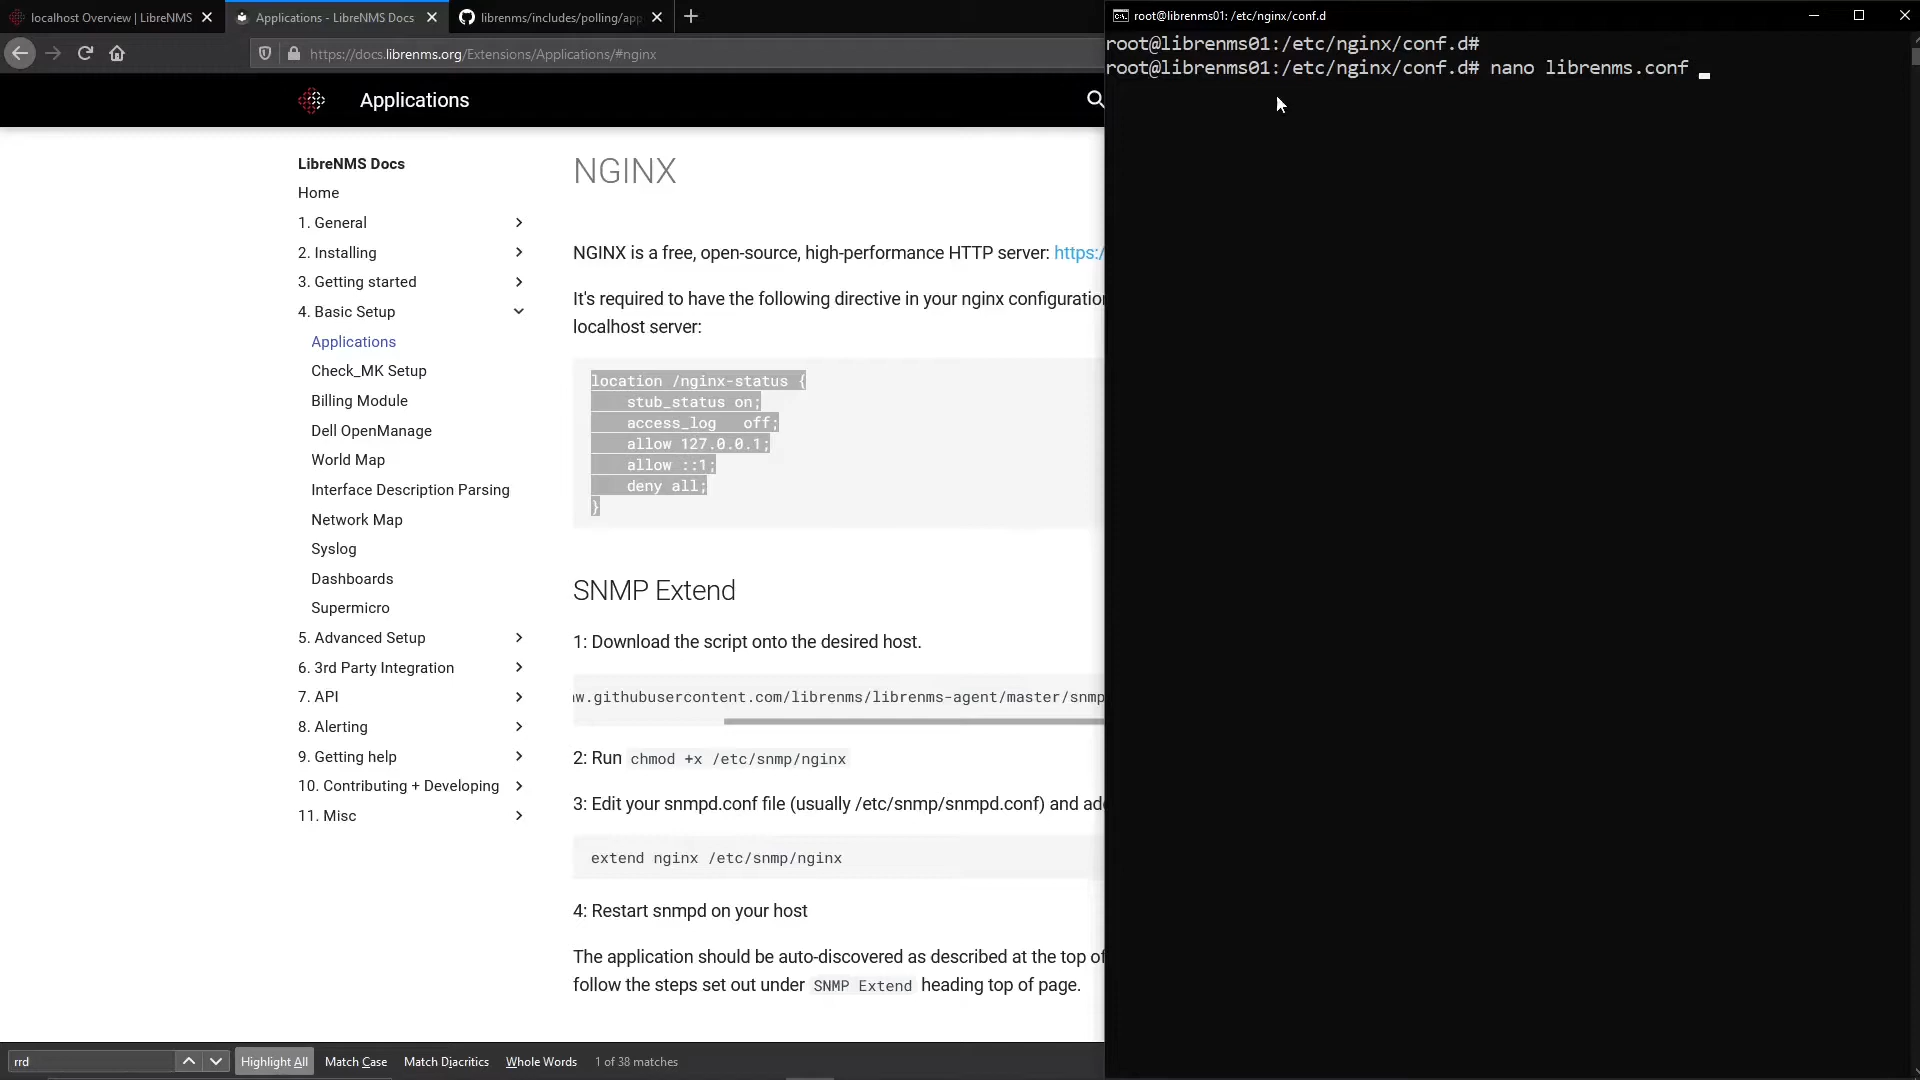 localhost Overview | LibreNMS
Applications - LibreNMS Docs
librenms/includes/polling/app
https://docs.librenms.org/Extensions/Applications/#nginx
Applications
LibreNMS Docs
Home
1. General
2. Installing
3. Getting started
4. Basic Setup
Applications
Check_MK Setup
Billing Module
Dell OpenManage
World Map
Interface Description Parsing
Network Map
Syslog
Dashboards
Supermicro
5. Advanced Setup
6. 3rd Party Integration
7. API
8. Alerting
9. Getting help
10. Contributing + Developing
11. Misc
NGINX
NGINX is a free, open-source, high-performance HTTP server: https:/
It's required to have the following directive in your nginx configuration
localhost server:
location /nginx-status {
stub_status on;
access_log off;
allow 127.0.0.1;
allow ::1;
deny all;
}
SNMP Extend
1: Download the script onto the desired host.
w.githubusercontent.com/librenms/librenms-agent/master/snmp
2: Run chmod +x /etc/snmp/nginx
3: Edit your snmpd.conf file (usually /etc/snmp/snmpd.conf) and add
extend nginx /etc/snmp/nginx
4: Restart snmpd on your host
The application should be auto-discovered as described at the top of
follow the steps set out under SNMP Extend heading top of page.
rrd
Highlight All
Match Case
Match Diacritics
Whole Words
1 of 38 matches
root@librenms01: /etc/nginx/conf.d
root@librenms01:/etc/nginx/conf.d#
root@librenms01:/etc/nginx/conf.d# nano librenms.conf